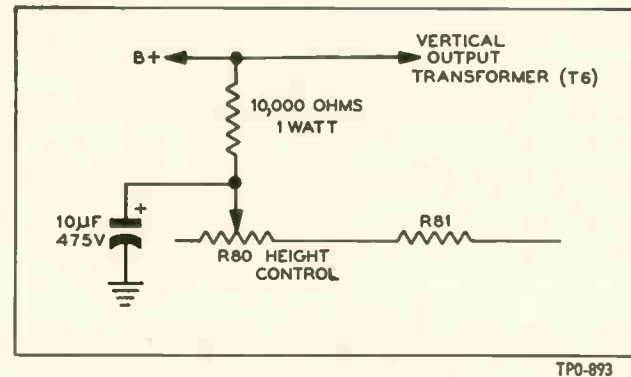 B+
VERTICAL
OUTPUT
TRANSFORMER (T6)
10,000 OHMS
1 WATT
10µF
475V
+
R80 HEIGHT
CONTROL
R81
TPO-893